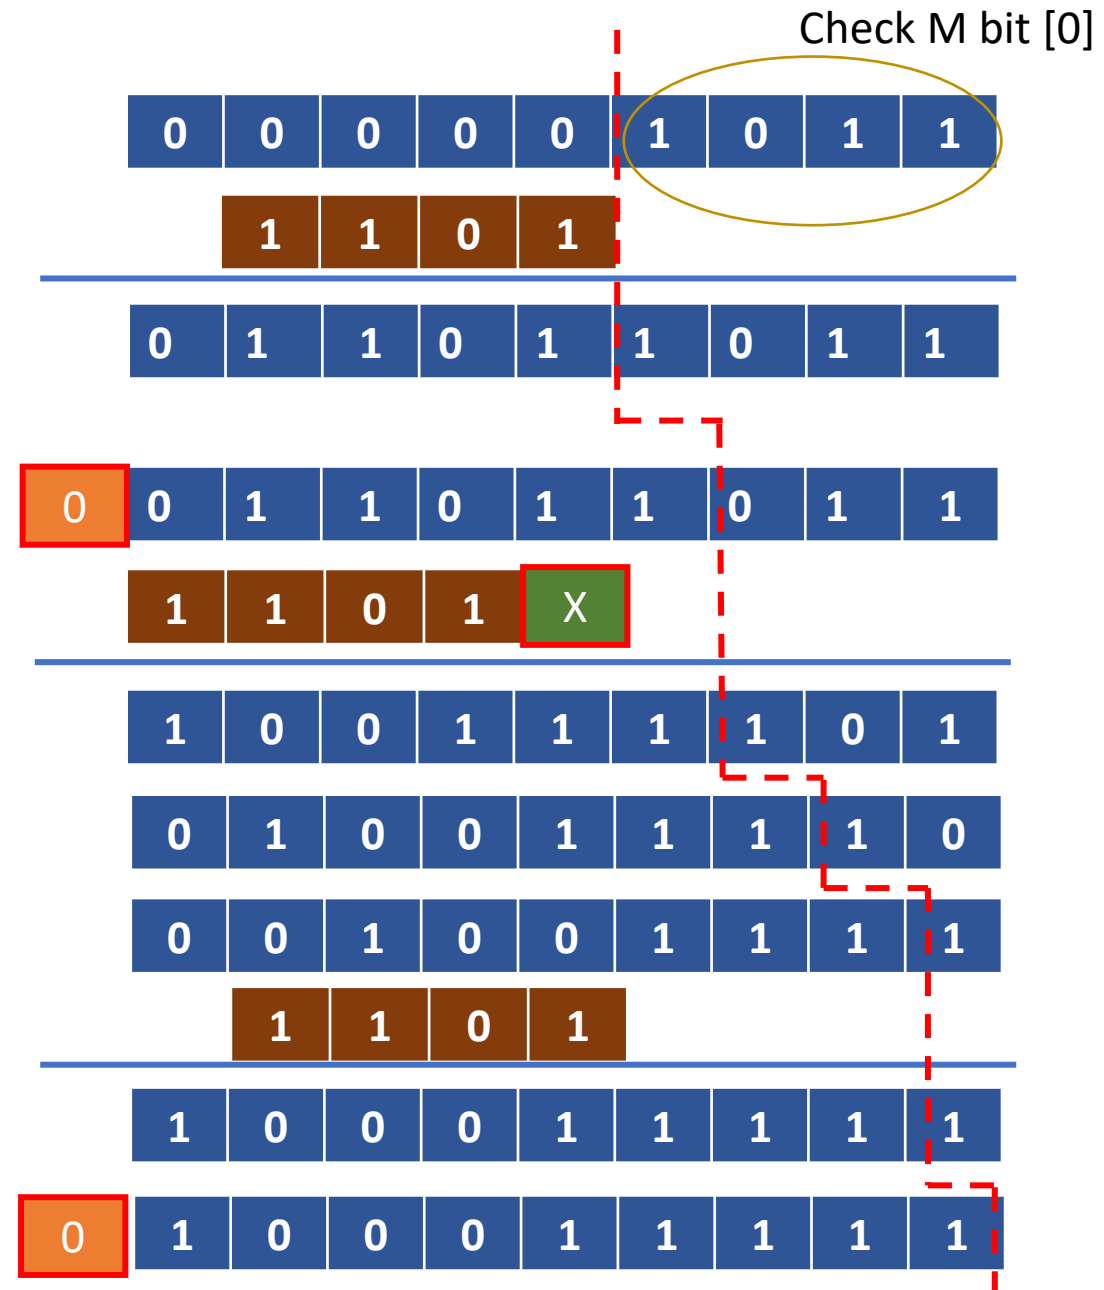 Check M bit [0]
0 0 0 0 0 1 0 1 1
1 1 0 1
0 1 1 0 1 1 0 1 1
0 0 1 1 0 1 1 0 1 1
1 1 0 1 X
1 0 0 1 1 1 1 0 1
0 1 0 0 1 1 1 1 0
0 0 1 0 0 1 1 1 1
1 1 0 1
1 0 0 0 1 1 1 1 1
0 1 0 0 0 1 1 1 1 1